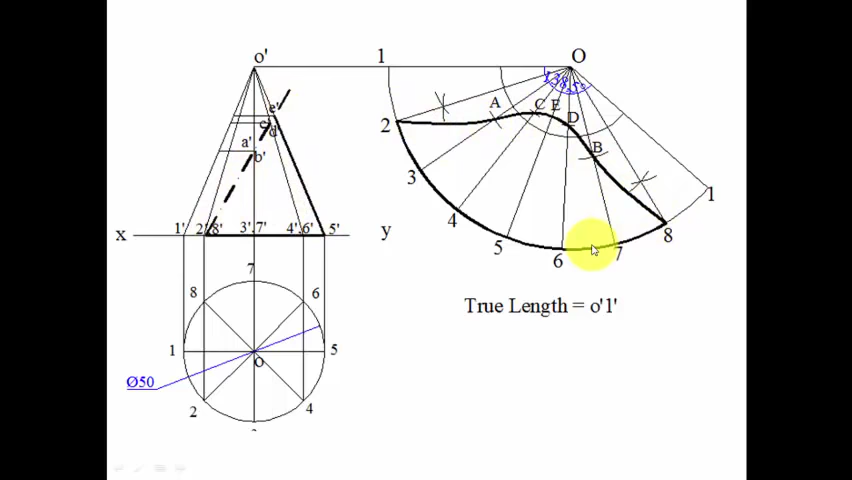 o' 1 O
138.5°
e'
c'
d'
a'
b'
A C E
D
B
2
3
4
5
6
7
8
1
x 1' 2' 8' 3',7' 4',6' 5' y
7
8 6
1 5
O
Ø50
2 4
True Length = o'1'